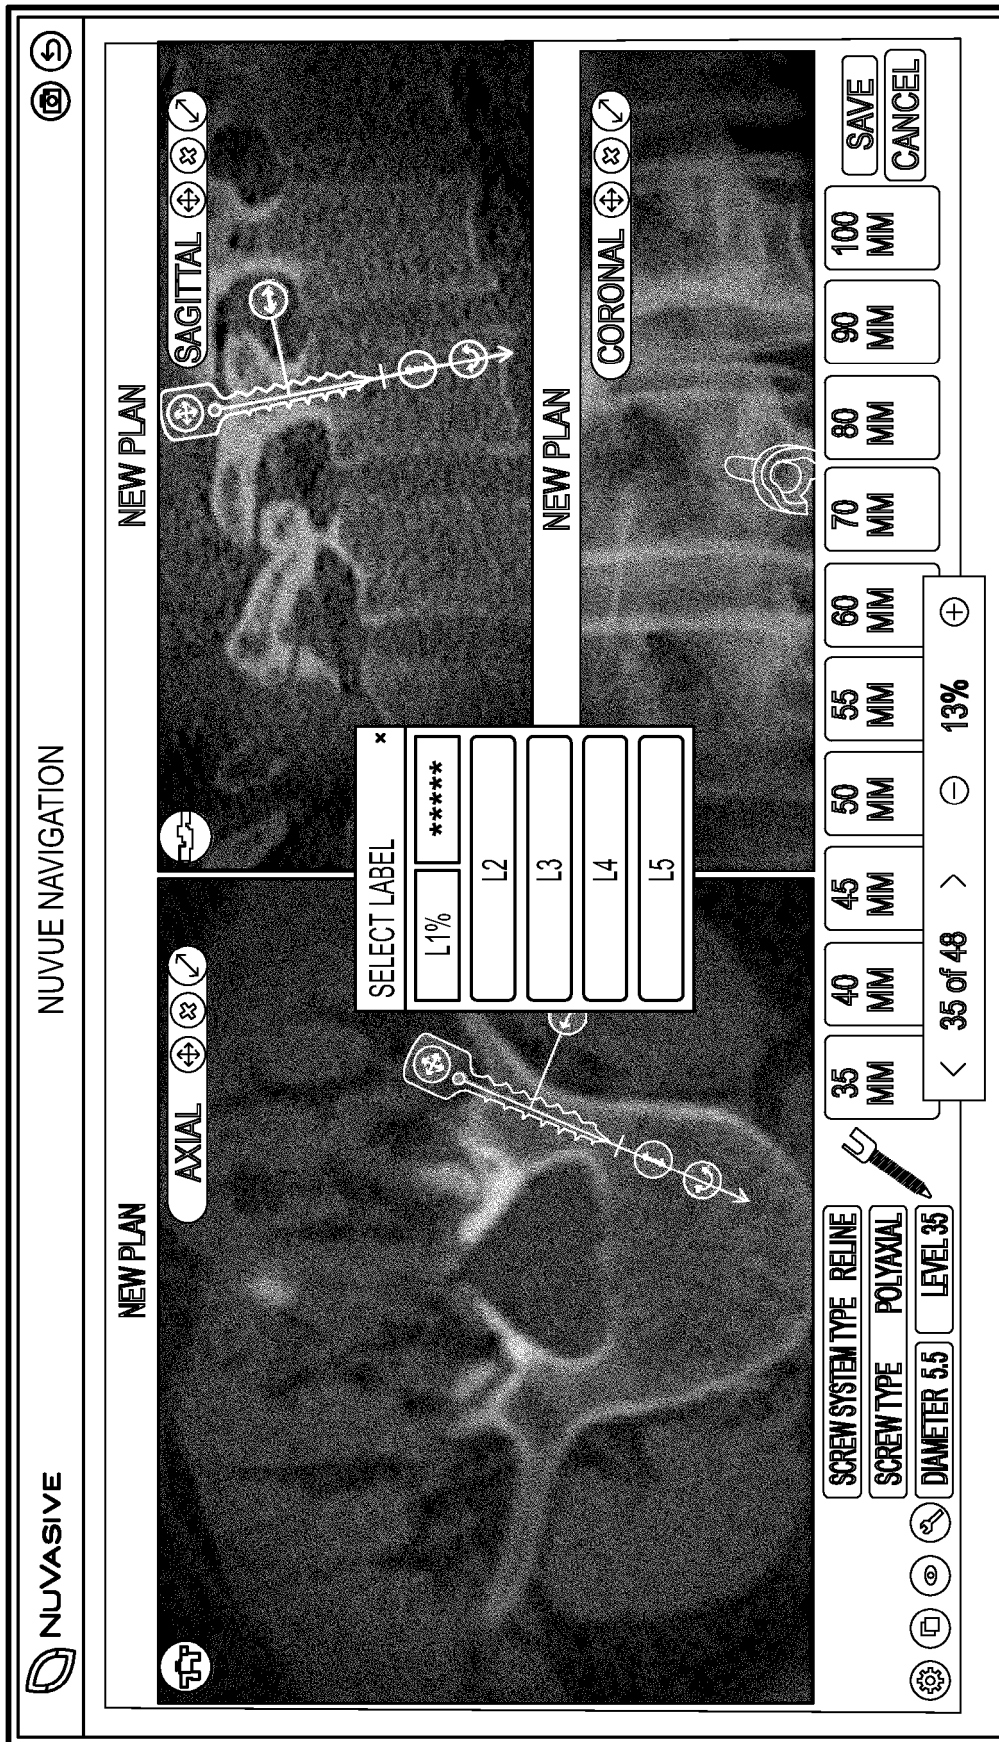 NUVASIVE
NUVUE NAVIGATION
NEW PLAN
AXIAL
NEW PLAN
SAGITTAL
NEW PLAN
CORONAL
SELECT LABEL ×
L1% *****
L2
L3
L4
L5
SCREW SYSTEM TYPE RELINE
SCREW TYPE POLYAXIAL
DIAMETER 5.5 LEVEL 35
35 MM
40 MM
45 MM
50 MM
55 MM
60 MM
70 MM
80 MM
90 MM
100 MM
SAVE
CANCEL
< 35 of 48 > − 13% +